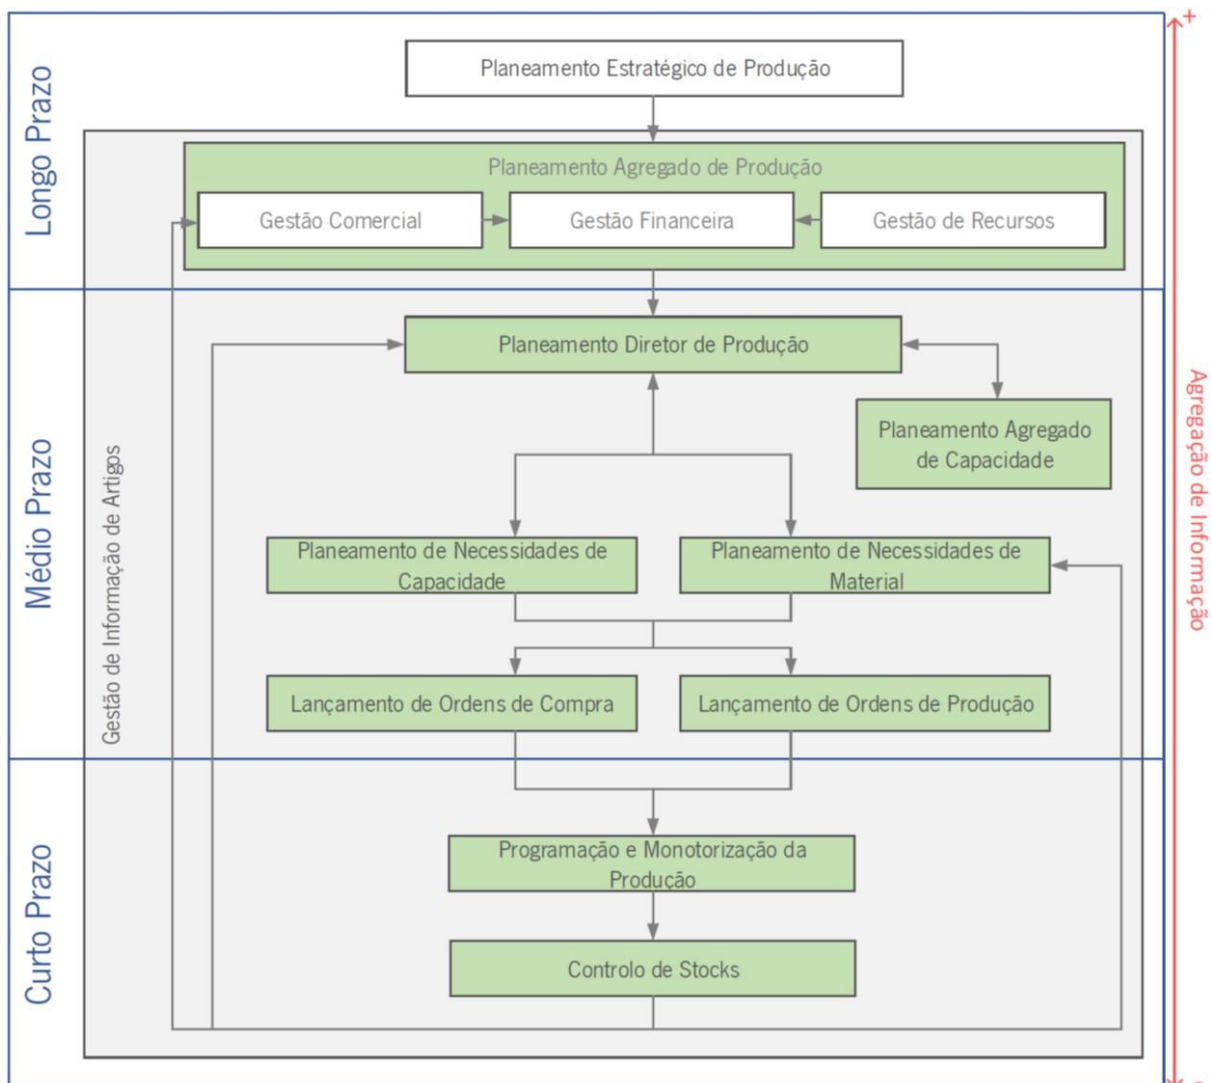 Longo Prazo
Planeamento Estratégico de Produção
Planeamento Agregado de Produção
Gestão Comercial
Gestão Financeira
Gestão de Recursos
Médio Prazo
Gestão de Informação de Artigos
Planeamento Diretor de Produção
Planeamento Agregado
de Capacidade
Planeamento de Necessidades de
Capacidade
Planeamento de Necessidades de
Material
Lançamento de Ordens de Compra
Lançamento de Ordens de Produção
Curto Prazo
Programação e Monotorização da
Produção
Controlo de Stocks
+
Agregação de Informação